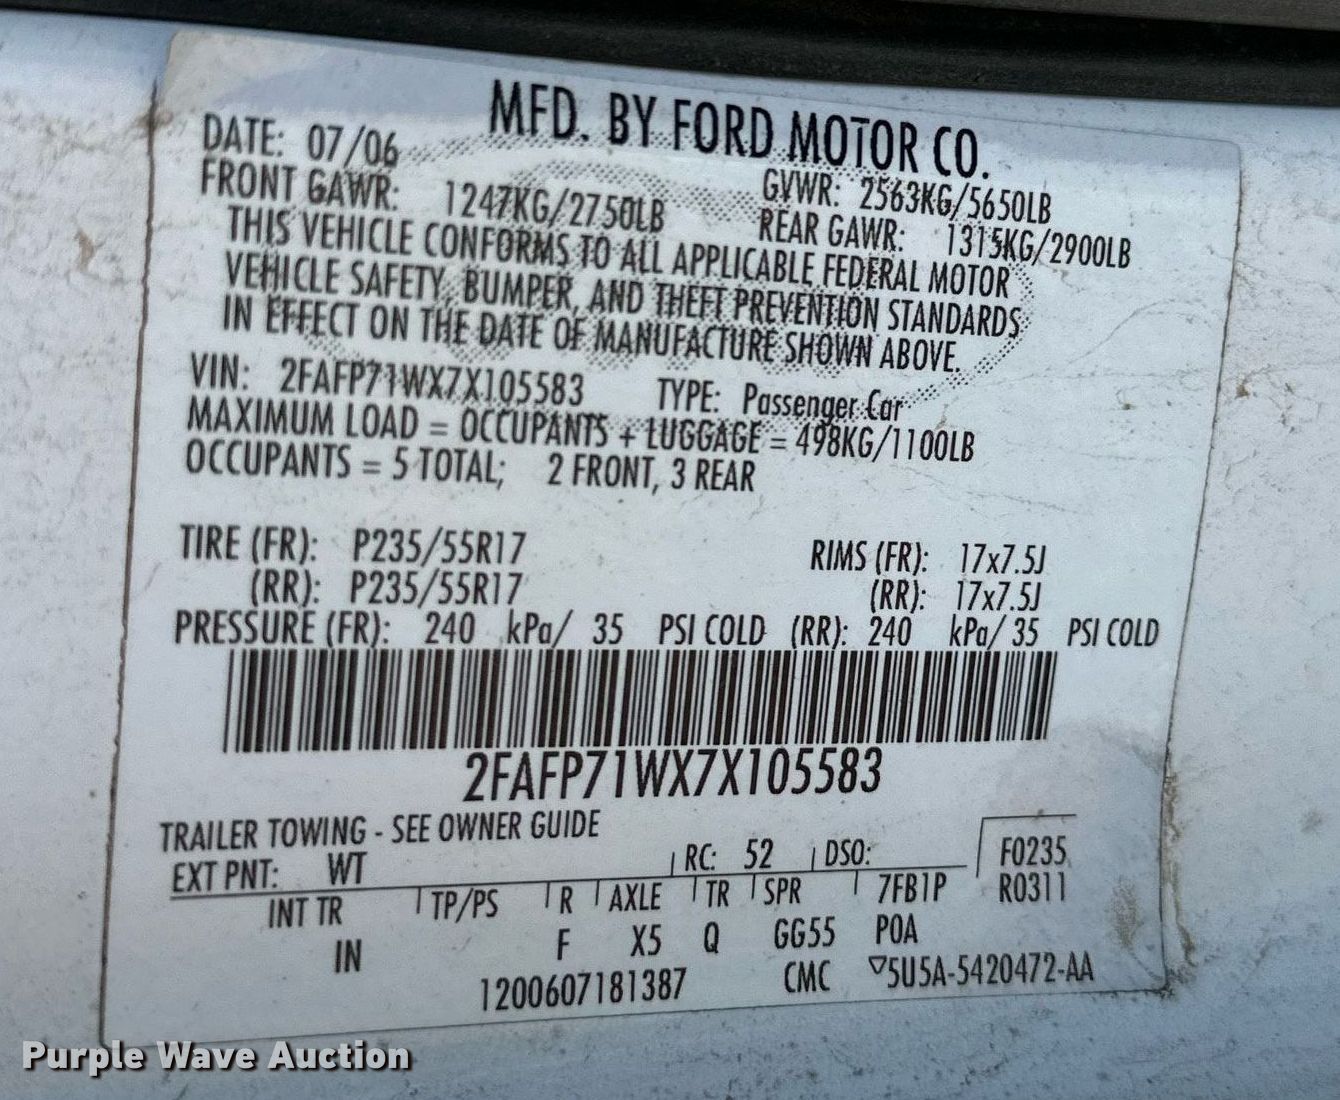 MFD. BY FORD MOTOR CO.
DATE: 07/06 GVWR: 2563KG/5650LB
FRONT GAWR: 1247KG/2750LB REAR GAWR: 1315KG/2900LB
THIS VEHICLE CONFORMS TO ALL APPLICABLE FEDERAL MOTOR
VEHICLE SAFETY, BUMPER, AND THEFT PREVENTION STANDARDS
IN EFFECT ON THE DATE OF MANUFACTURE SHOWN ABOVE.
VIN: 2FAFP71WX7X105583 TYPE: Passenger Car
MAXIMUM LOAD = OCCUPANTS + LUGGAGE = 498KG/1100LB
OCCUPANTS = 5 TOTAL; 2 FRONT, 3 REAR
TIRE (FR): P235/55R17 RIMS (FR): 17x7.5J
(RR): P235/55R17 (RR): 17x7.5J
PRESSURE (FR): 240 kPa/ 35 PSI COLD (RR): 240 kPa/ 35 PSI COLD
2FAFP71WX7X105583
TRAILER TOWING - SEE OWNER GUIDE
EXT PNT: WT RC: 52 DSO: F0235
INT TR TP/PS R AXLE TR SPR 7FB1P R0311
IN F X5 Q GG55 POA
1200607181387 CMC ▽5U5A-5420472-AA
Purple Wave Auction